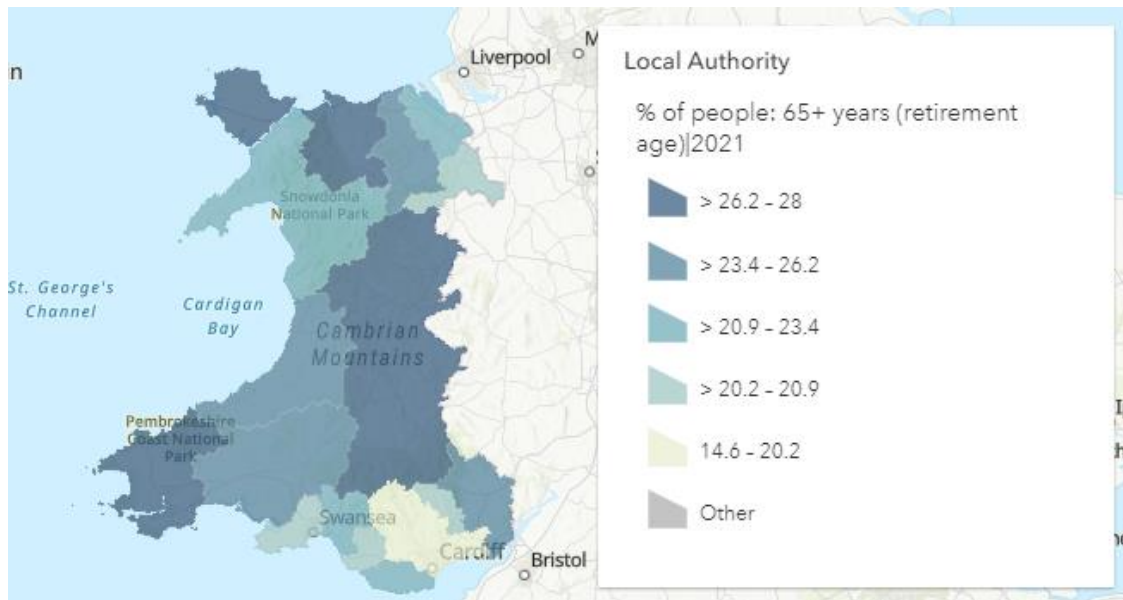 Liverpool
M
n
Snowdonia
National Park
St. George's
Channel
Cardigan
Bay
Cambrian
Mountains
Pembrokeshire
Coast National
Park
Swansea
Cardiff
Bristol
Local Authority
% of people: 65+ years (retirement
age)|2021
> 26.2 - 28
> 23.4 - 26.2
> 20.9 - 23.4
> 20.2 - 20.9
14.6 - 20.2
Other